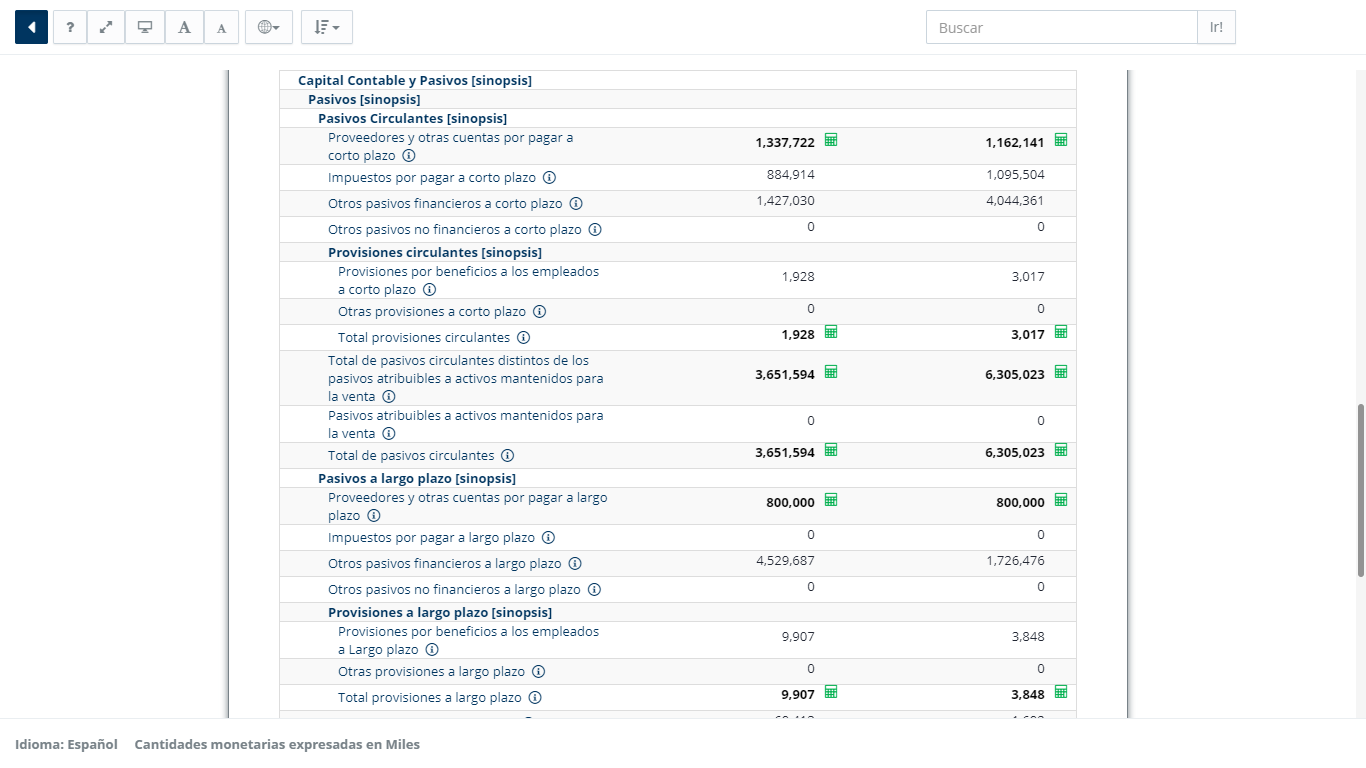 ? A A
Buscar Ir!
Capital Contable y Pasivos [sinopsis]
Pasivos [sinopsis]
Pasivos Circulantes [sinopsis]
Proveedores y otras cuentas por pagar a
corto plazo 1,337,722 1,162,141
Impuestos por pagar a corto plazo 884,914 1,095,504
Otros pasivos financieros a corto plazo 1,427,030 4,044,361
Otros pasivos no financieros a corto plazo 0 0
Provisiones circulantes [sinopsis]
Provisiones por beneficios a los empleados
a corto plazo 1,928 3,017
Otras provisiones a corto plazo 0 0
Total provisiones circulantes 1,928 3,017
Total de pasivos circulantes distintos de los
pasivos atribuibles a activos mantenidos para 3,651,594 6,305,023
la venta
Pasivos atribuibles a activos mantenidos para
la venta 0 0
Total de pasivos circulantes 3,651,594 6,305,023
Pasivos a largo plazo [sinopsis]
Proveedores y otras cuentas por pagar a largo
plazo 800,000 800,000
Impuestos por pagar a largo plazo 0 0
Otros pasivos financieros a largo plazo 4,529,687 1,726,476
Otros pasivos no financieros a largo plazo 0 0
Provisiones a largo plazo [sinopsis]
Provisiones por beneficios a los empleados
a Largo plazo 9,907 3,848
Otras provisiones a largo plazo 0 0
Total provisiones a largo plazo 9,907 3,848
Idioma: Español Cantidades monetarias expresadas en Miles